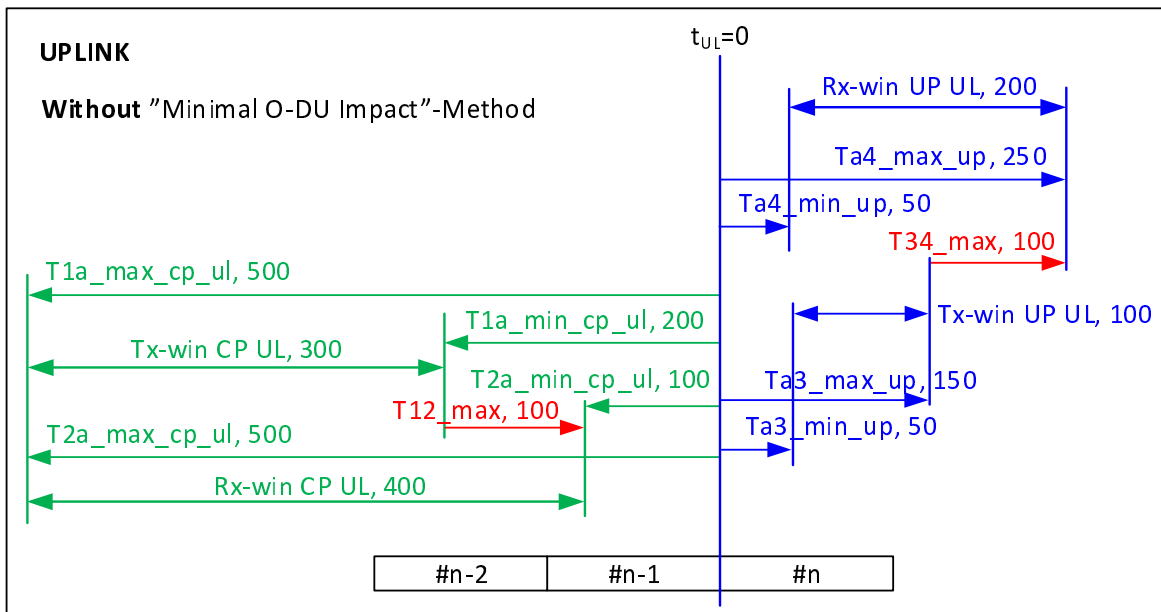 UPLINK
t_UL=0
Without ”Minimal O-DU Impact”-Method
Rx-win UP UL, 200
Ta4_max_up, 250
Ta4_min_up, 50
T34_max, 100
T1a_max_cp_ul, 500
T1a_min_cp_ul, 200
Tx-win UP UL, 100
Tx-win CP UL, 300
T2a_min_cp_ul, 100
Ta3_max_up, 150
T12_max, 100
T2a_max_cp_ul, 500
Ta3_min_up, 50
Rx-win CP UL, 400
#n-2
#n-1
#n